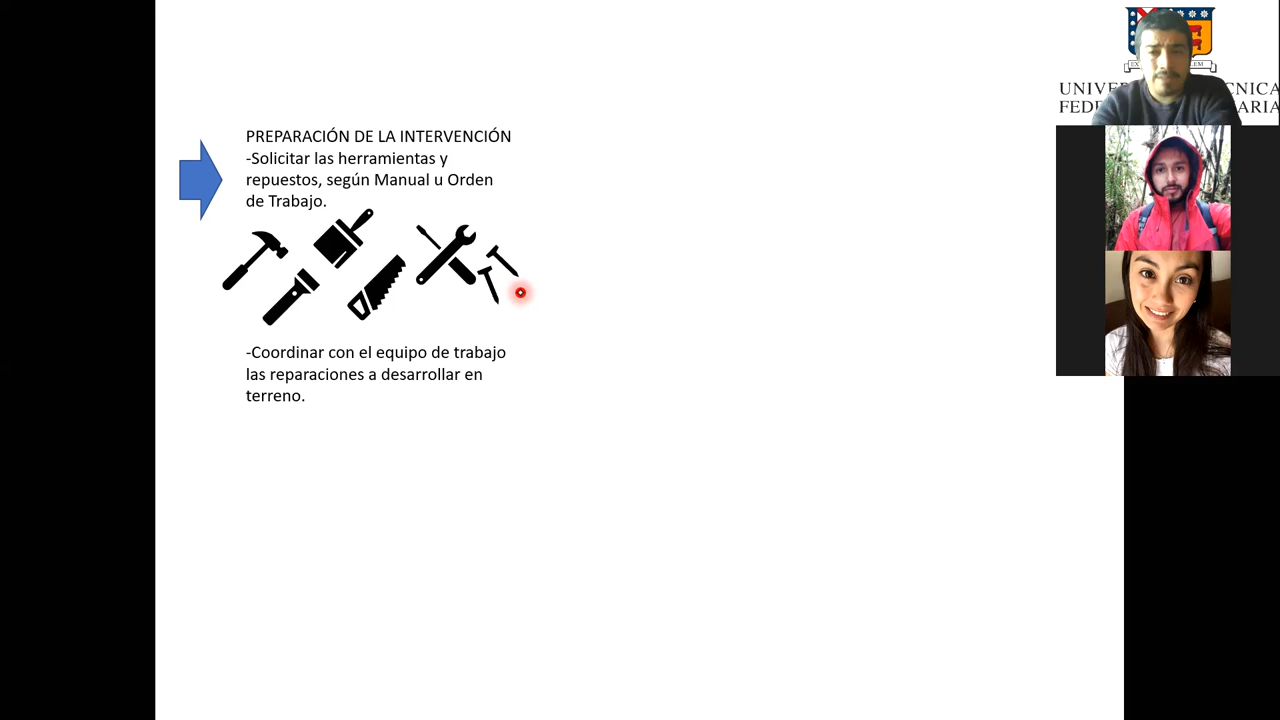 PREPARACIÓN DE LA INTERVENCIÓN
-Solicitar las herramientas y
repuestos, según Manual u Orden
de Trabajo.
-Coordinar con el equipo de trabajo
las reparaciones a desarrollar en
terreno.